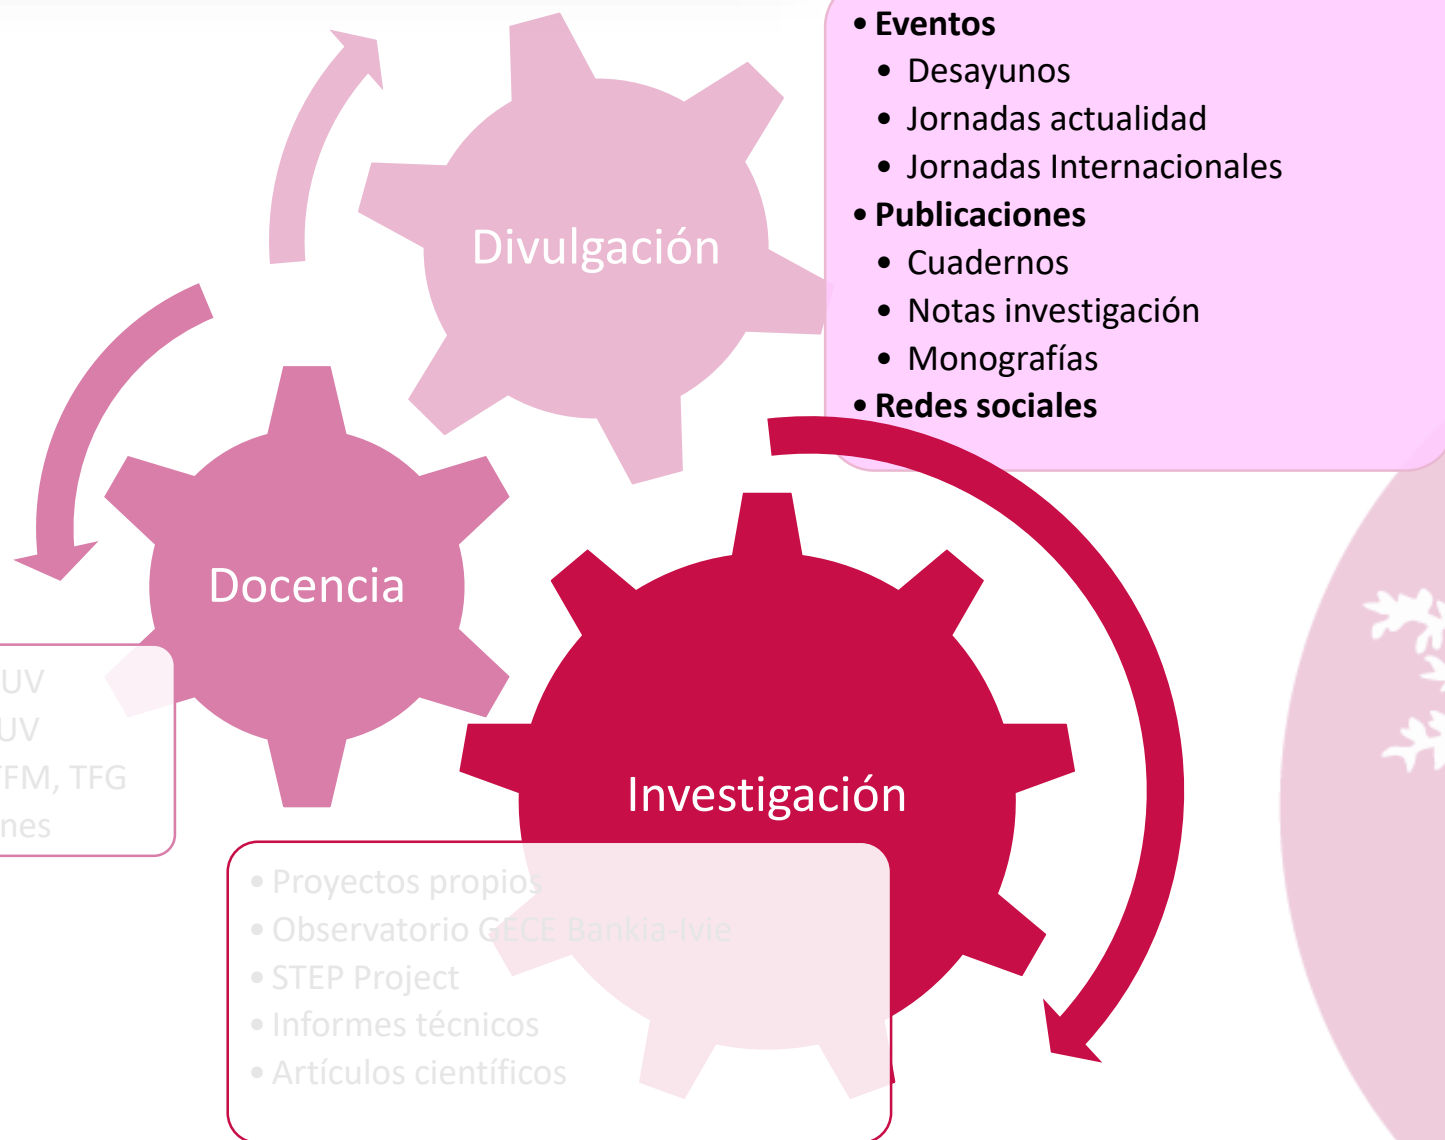 • Eventos
• Desayunos
• Jornadas actualidad
• Jornadas Internacionales
• Publicaciones
• Cuadernos
• Notas investigación
• Monografías
• Redes sociales
Divulgación
Docencia
UV
UV
TFM, TFG
nes
Investigación
• Proyectos propios
• Observatorio GECE Bankia-Ivie
• STEP Project
• Informes técnicos
• Artículos científicos